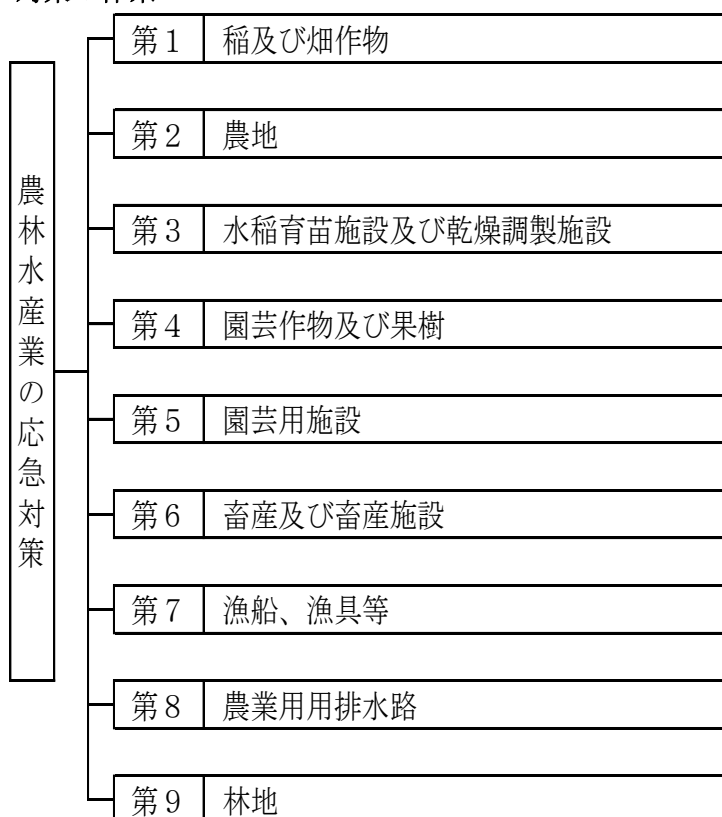 農林水産業の応急対策
第1 稲及び畑作物
第2 農地
第3 水稲育苗施設及び乾燥調製施設
第4 園芸作物及び果樹
第5 園芸用施設
第6 畜産及び畜産施設
第7 漁船、漁具等
第8 農業用用排水路
第9 林地